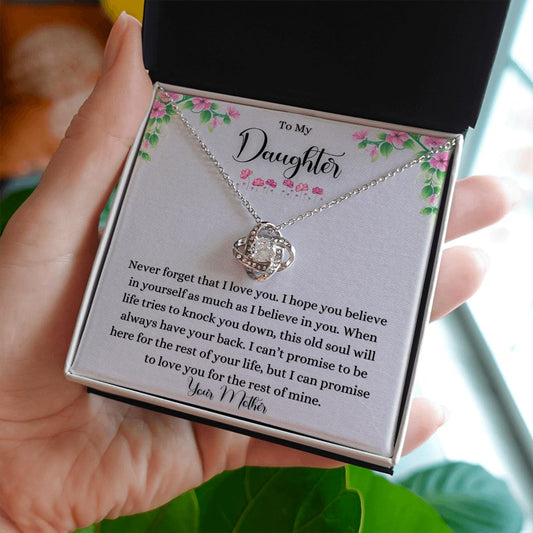 To My
Daughter
Never forget that I love you. I hope you believe
in yourself as much as I believe in you. When
life tries to knock you down, this old soul will
always have your back. I can't promise to be
here for the rest of your life, but I can promise
to love you for the rest of mine.
Your Mother